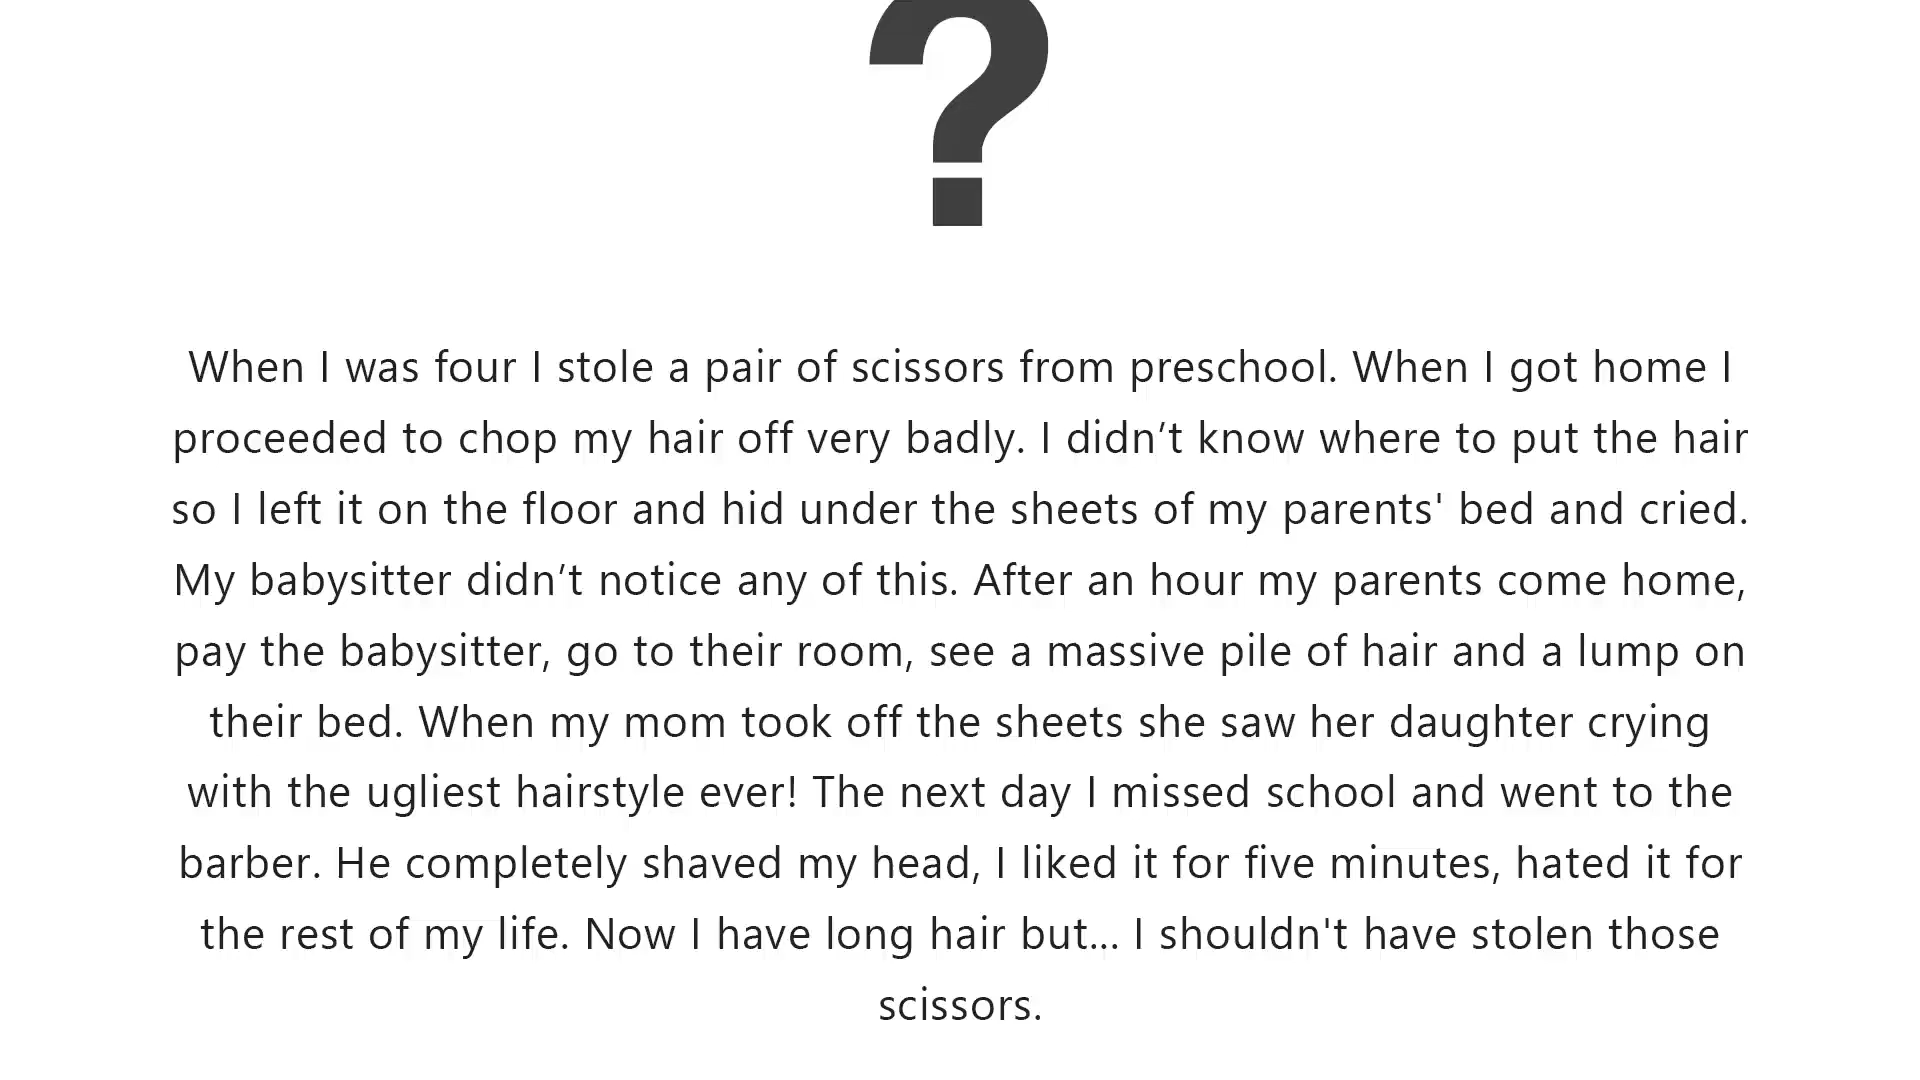 ?
When I was four I stole a pair of scissors from preschool. When I got home I
proceeded to chop my hair off very badly. I didn’t know where to put the hair
so I left it on the floor and hid under the sheets of my parents' bed and cried.
My babysitter didn’t notice any of this. After an hour my parents come home,
pay the babysitter, go to their room, see a massive pile of hair and a lump on
their bed. When my mom took off the sheets she saw her daughter crying
with the ugliest hairstyle ever! The next day I missed school and went to the
barber. He completely shaved my head, I liked it for five minutes, hated it for
the rest of my life. Now I have long hair but... I shouldn't have stolen those
scissors.